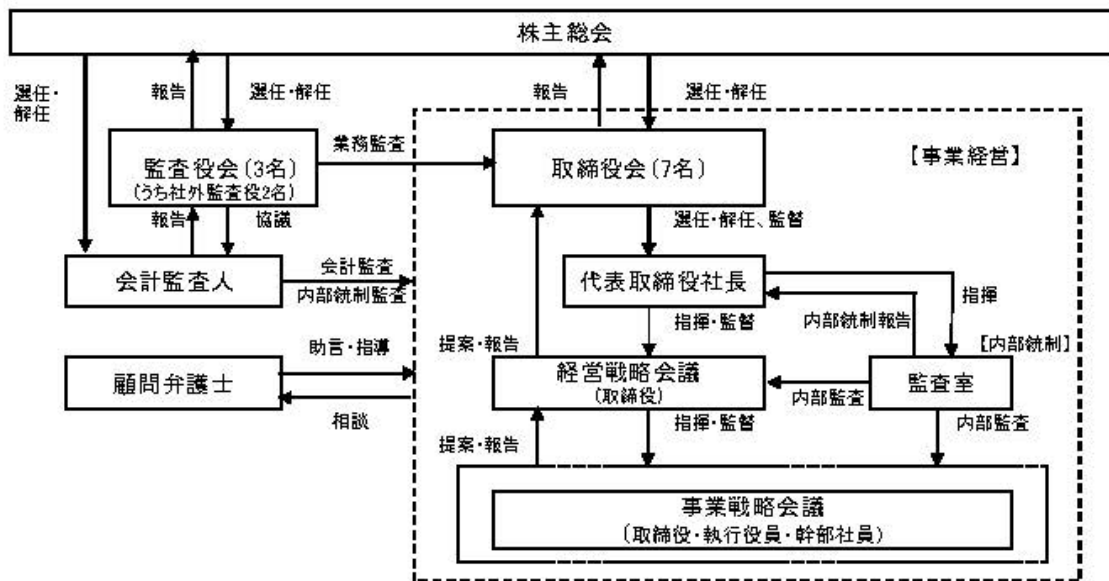 株主総会
選任・
解任
報告
選任・解任
報告
選任・解任
監査役会(3名)
(うち社外監査役2名)
業務監査
取締役会(7名)
【事業経営】
報告
協議
選任・解任、監督
会計監査人
会計監査
内部統制監査
代表取締役社長
指揮
内部統制報告
指揮・監督
提案・報告
【内部統制】
助言・指導
顧問弁護士
相談
経営戦略会議
(取締役)
内部監査
監査室
指揮・監督
内部監査
提案・報告
事業戦略会議
(取締役・執行役員・幹部社員)